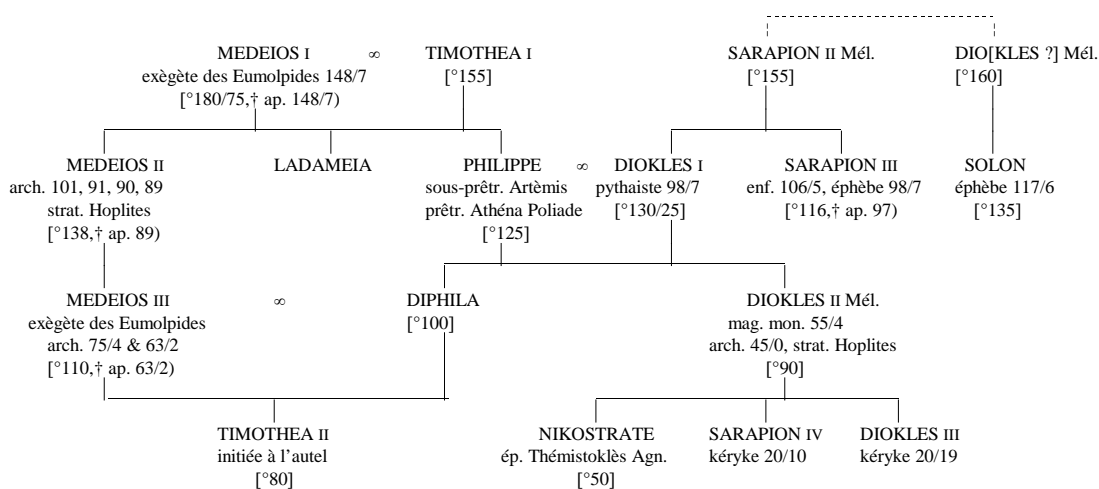 MEDEIOS I ∞ TIMOTHEA I SARAPION II Mél. DIO[KLES ?] Mél.
exègète des Eumolpides 148/7 [°155] [°155] [°160]
[°180/75,† ap. 148/7)
MEDEIOS II LADAMEIA PHILIPPE ∞ DIOKLES I SARAPION III SOLON
arch. 101, 91, 90, 89 sous-prêtr. Artèmis pythaiste 98/7 enf. 106/5, éphèbe 98/7 éphèbe 117/6
strat. Hoplites prêtr. Athéna Poliade [°130/25] [°116,† ap. 97) [°135]
[°138,† ap. 89) [°125]
MEDEIOS III ∞ DIPHILA DIOKLES II Mél.
exègète des Eumolpides [°100] mag. mon. 55/4
arch. 75/4 & 63/2 arch. 45/0, strat. Hoplites
[°110,† ap. 63/2) [°90]
TIMOTHEA II NIKOSTRATE SARAPION IV DIOKLES III
initiée à l’autel ép. Thémistoklès Agn. kéryke 20/10 kéryke 20/19
[°80] [°50]